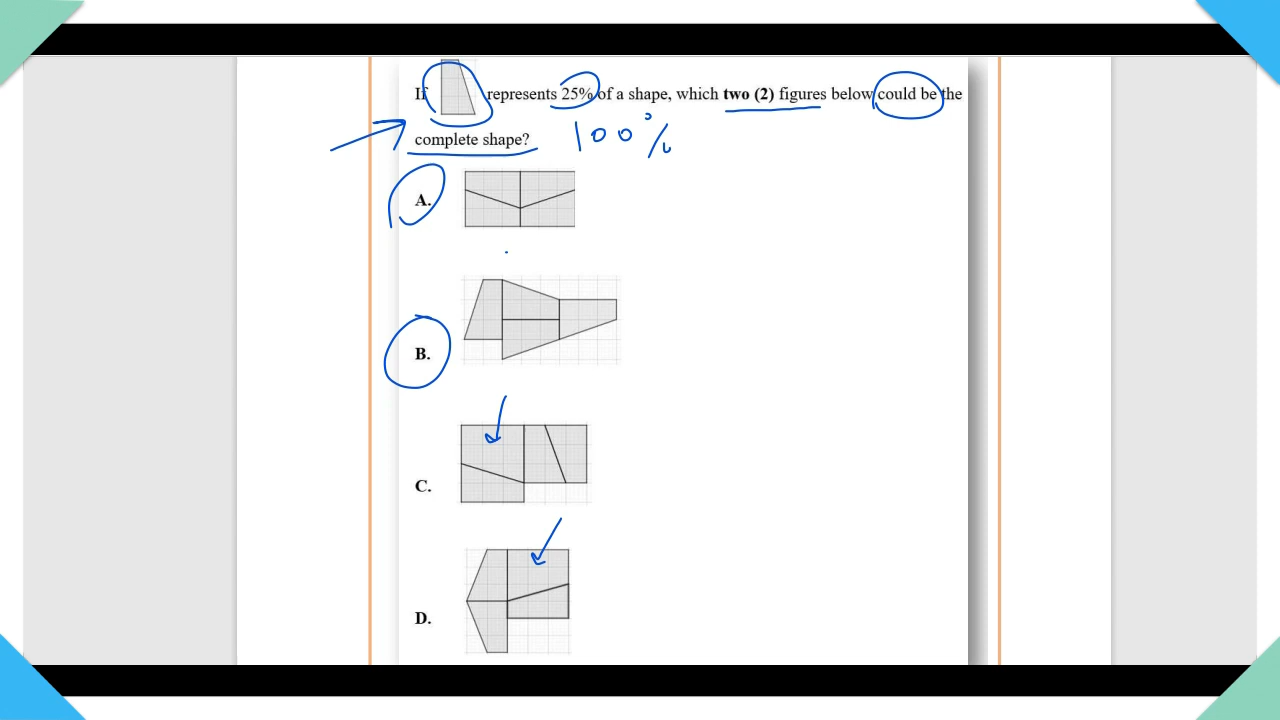 If represents 25% of a shape, which two (2) figures below could be the
complete shape? 100%
A.
B.
C.
D.